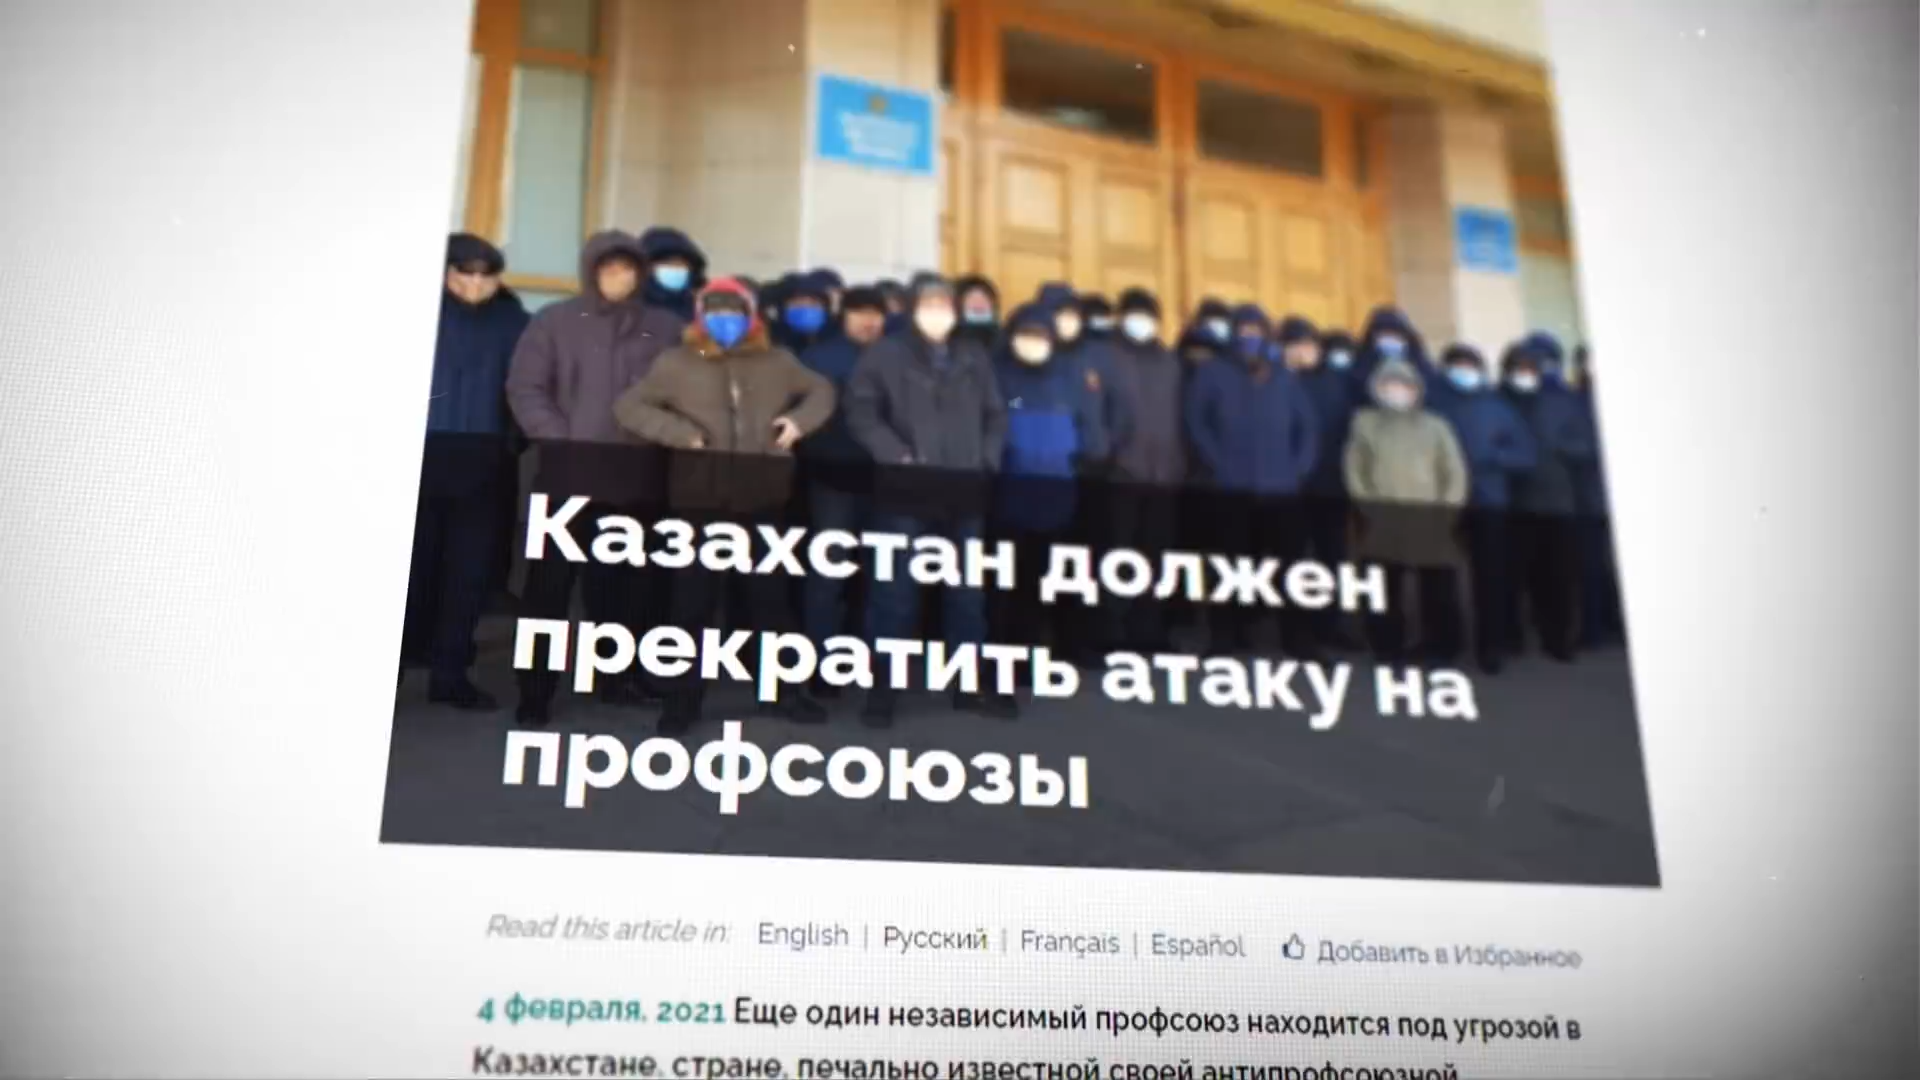 Казахстан должен
прекратить атаку на
профсоюзы
Read this article in: English | Русский | Français | Español Добавить в Избранное
4 февраля, 2021 Еще один независимый профсоюз находится под угрозой в
Казахстане, стране, печально известной своей антипрофсоюзной